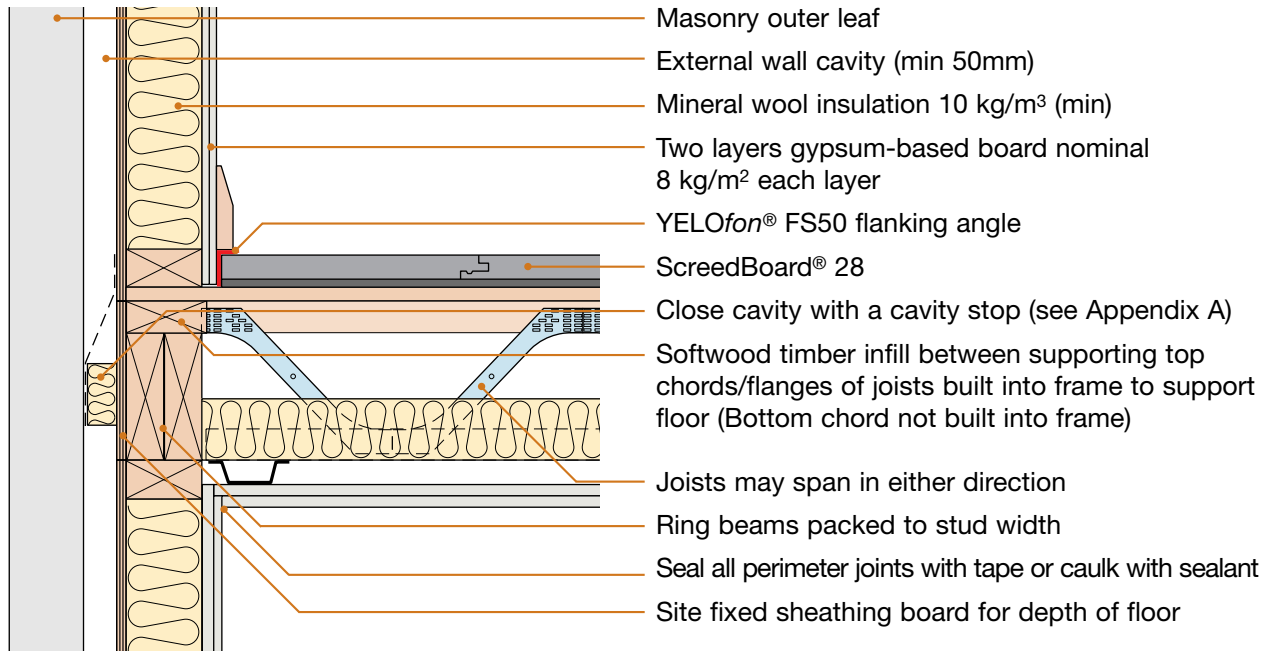 Masonry outer leaf
External wall cavity (min 50mm)
Mineral wool insulation 10 kg/m³ (min)
Two layers gypsum-based board nominal
8 kg/m² each layer
YELOfon® FS50 flanking angle
ScreedBoard® 28
Close cavity with a cavity stop (see Appendix A)
Softwood timber infill between supporting top
chords/flanges of joists built into frame to support
floor (Bottom chord not built into frame)
Joists may span in either direction
Ring beams packed to stud width
Seal all perimeter joints with tape or caulk with sealant
Site fixed sheathing board for depth of floor